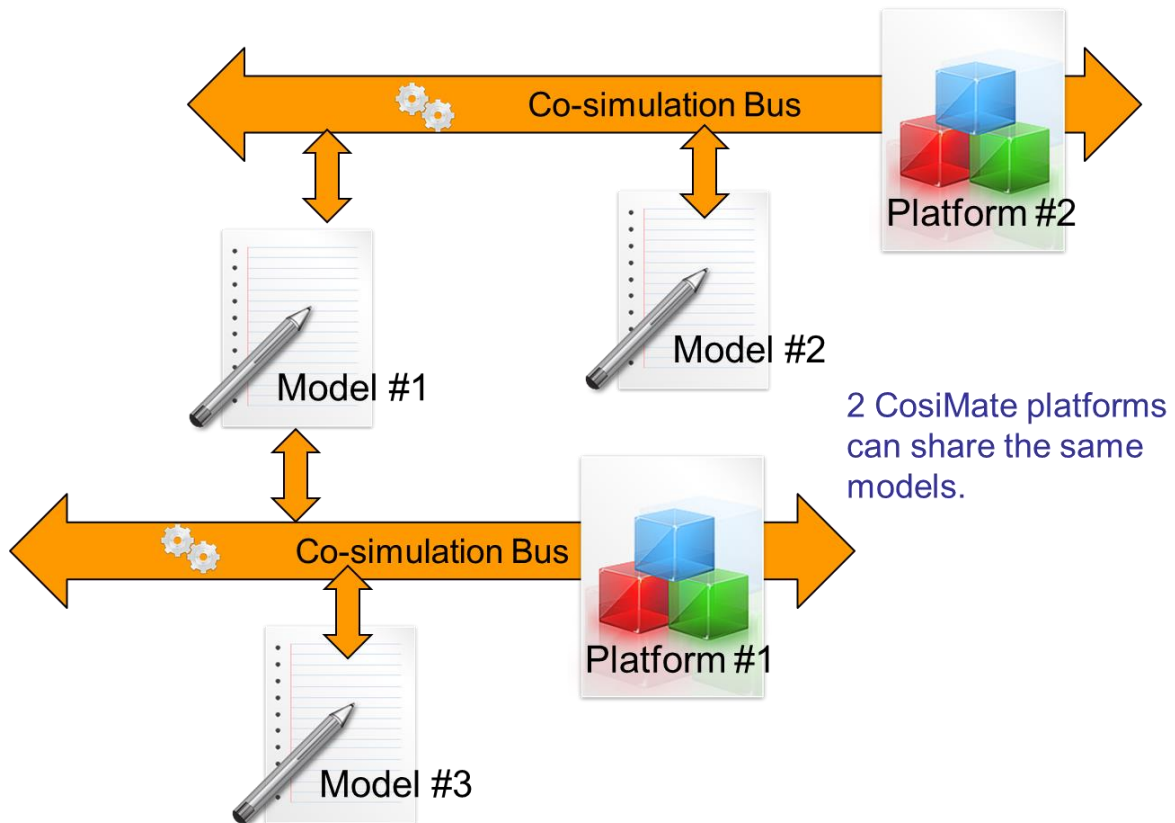 Co-simulation Bus
Platform #2
Model #1
Model #2
2 CosiMate platforms
can share the same
models.
Co-simulation Bus
Platform #1
Model #3